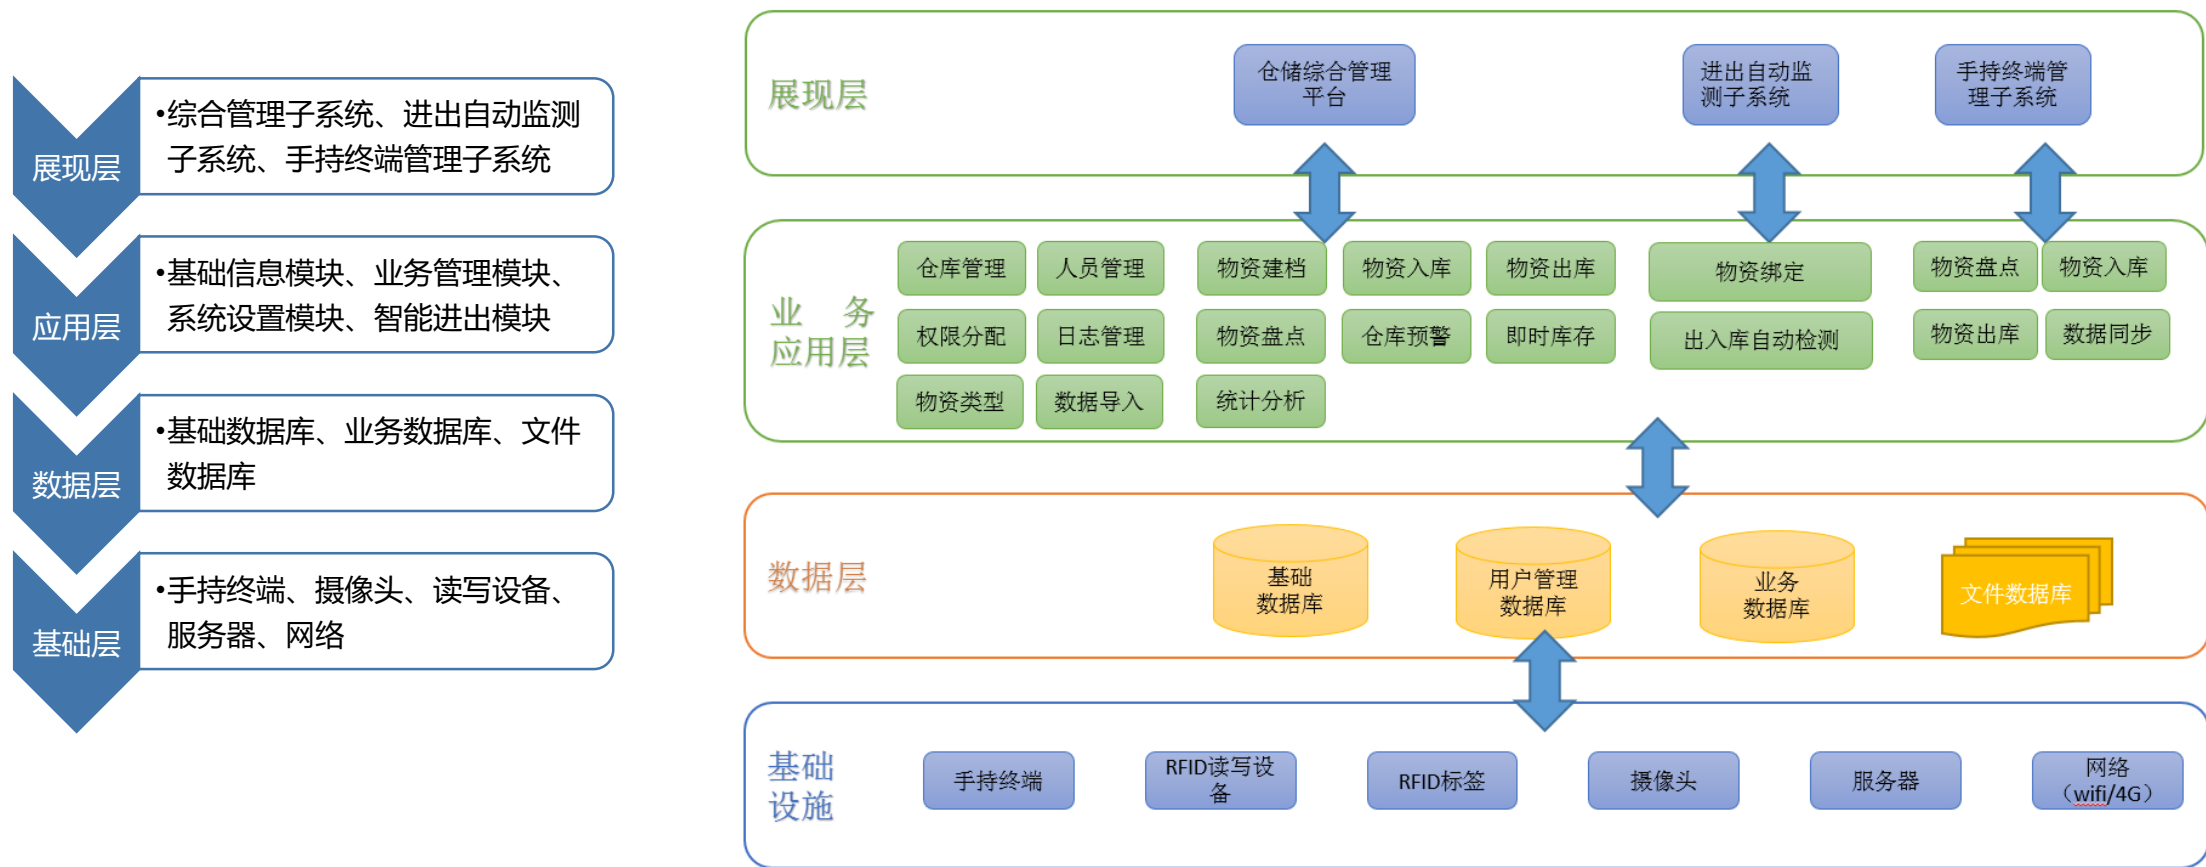 展现层
•综合管理子系统、进出自动监测
子系统、手持终端管理子系统
应用层
•基础信息模块、业务管理模块、
系统设置模块、智能进出模块
数据层
•基础数据库、业务数据库、文件
数据库
基础层
•手持终端、摄像头、读写设备、
服务器、网络
展现层
仓储综合管理
平台
进出自动监
测子系统
手持终端管
理子系统
业 务
应用层
仓库管理
人员管理
物资建档
物资入库
物资出库
物资绑定
物资盘点
物资入库
权限分配
日志管理
物资盘点
仓库预警
即时库存
出入库自动检测
物资出库
数据同步
物资类型
数据导入
统计分析
数据层
基础
数据库
用户管理
数据库
业务
数据库
文件数据库
基础
设施
手持终端
RFID读写设
备
RFID标签
摄像头
服务器
网络
（wifi/4G）